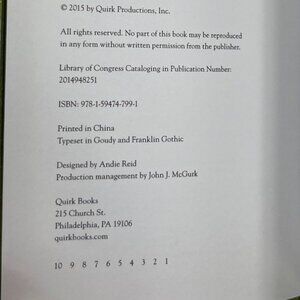 © 2015 by Quirk Productions, Inc.
All rights reserved. No part of this book may be reproduced
in any form without written permission from the publisher.
Library of Congress Cataloging in Publication Number:
2014948251
ISBN: 978-1-59474-799-1
Printed in China
Typeset in Goudy and Franklin Gothic
Designed by Andie Reid
Production management by John J. McGurk
Quirk Books
215 Church St.
Philadelphia, PA 19106
quirkbooks.com
10 9 8 7 6 5 4 3 2 1